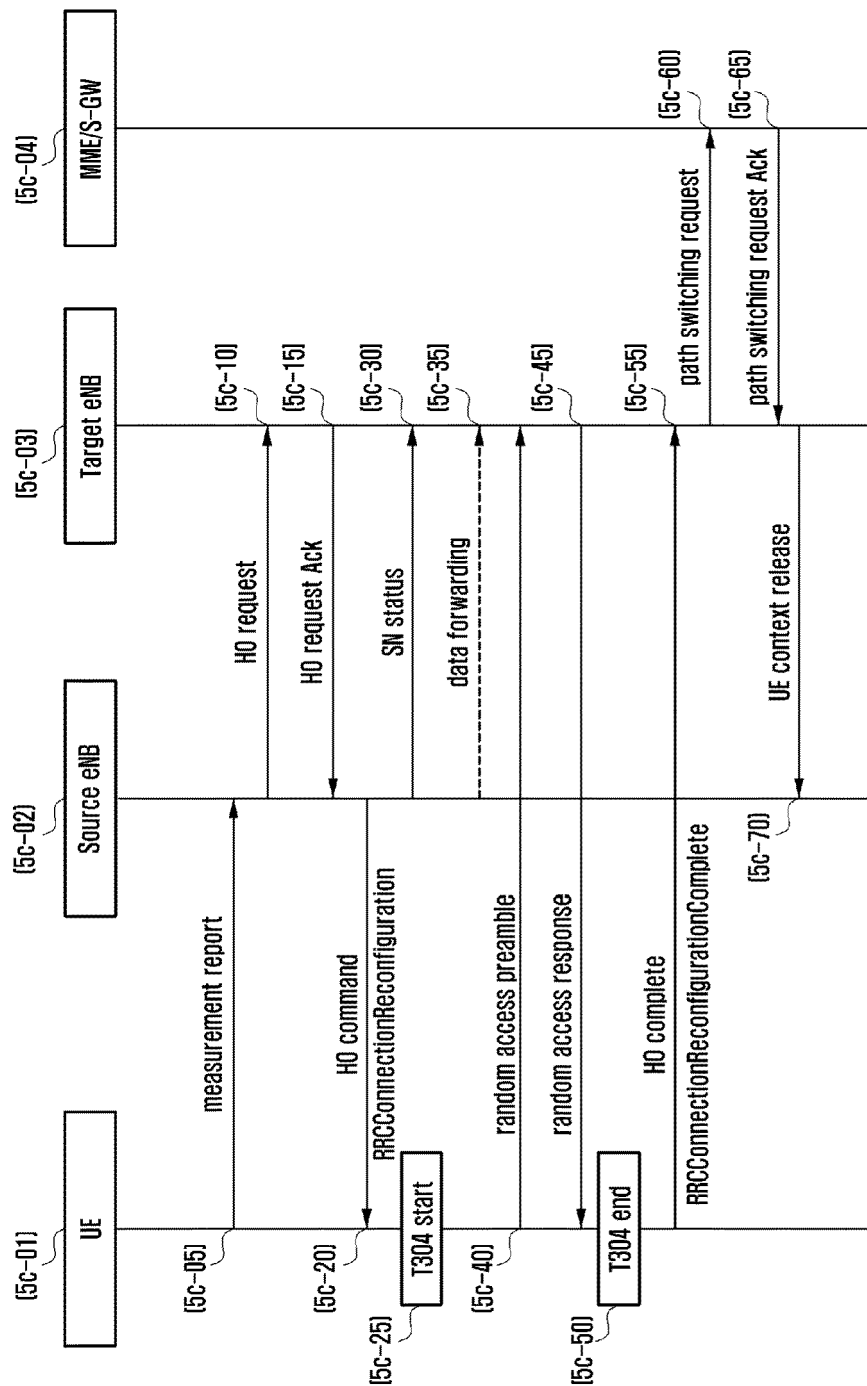 (5c-01)
UE
(5c-02)
Source eNB
(5c-03)
Target eNB
(5c-04)
MME/S-GW
(5c-05)
measurement report
HO request
(5c-10)
HO request Ack
(5c-15)
(5c-20)
HO command
RRCConnectionReconfiguration
(5c-25)
T304 start
SN status
(5c-30)
data forwarding
(5c-35)
(5c-40)
random access preamble
random access response
(5c-45)
(5c-50)
T304 end
HO complete
RRCConnectionReconfigurationComplete
(5c-55)
path switching request
(5c-60)
path switching request Ack
(5c-65)
UE context release
(5c-70)